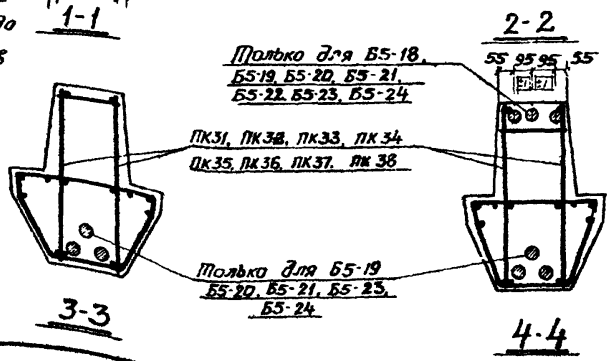 1-1
2-2
Только для Б5-18,
Б5-19, Б5-20, Б5-21,
Б5-22, Б5-23, Б5-24
55 95 95 55
ПК31, ПК32, ПК33, ПК34
ПК35, ПК36, ПК37, ПК38
Только для Б5-19
Б5-20, Б5-21, Б5-23,
Б5-24
3-3
4-4